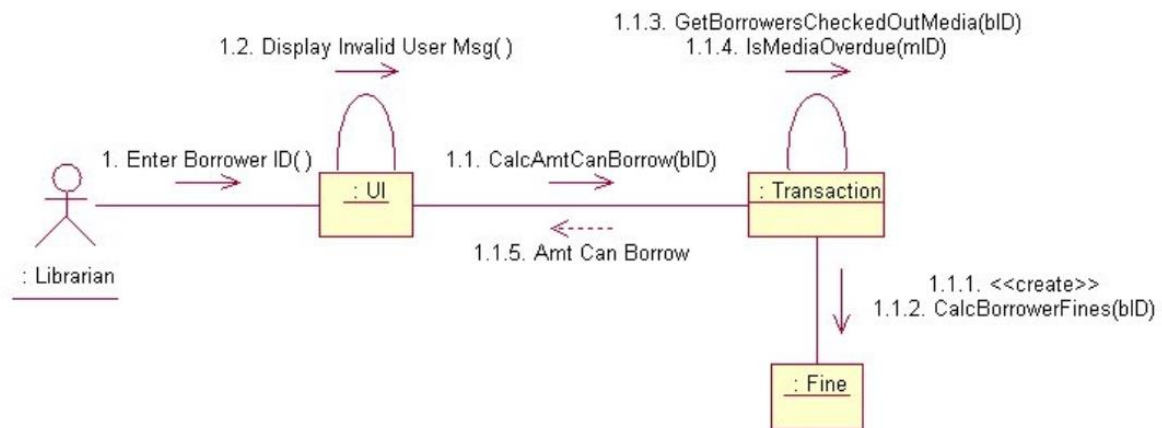 1.1.3. GetBorrowersCheckedOutMedia(bID)
1.2. Display Invalid User Msg( )
1.1.4. IsMediaOverdue(mID)
1. Enter Borrower ID( )
1.1. CalcAmtCanBorrow(bID)
: UI
: Transaction
1.1.5. Amt Can Borrow
: Librarian
1.1.1. <<create>>
1.1.2. CalcBorrowerFines(bID)
: Fine